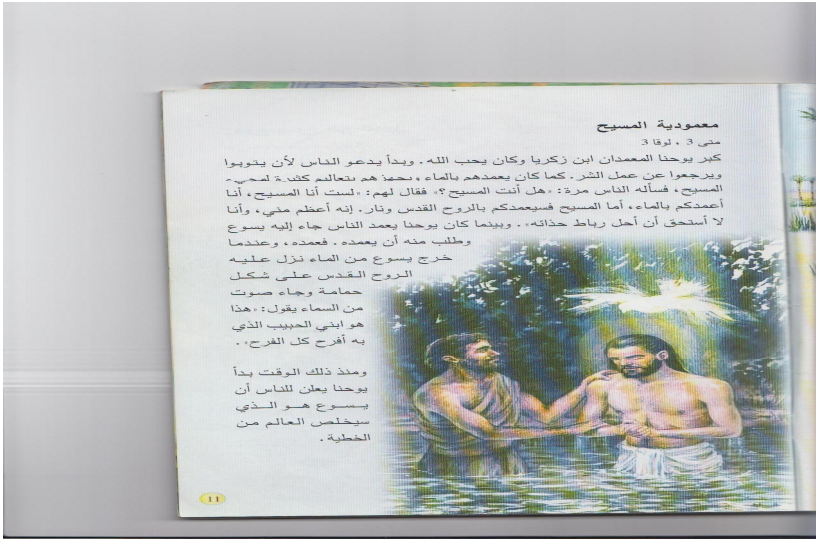 معمودية المسيح
متى 3 ، لوقا 3
كبر يوحنا المعمدان ابن زكريا وكان يحب الله . وبدأ يدعو الناس لأن يتوبوا
ويرجعوا عن عمل الشر . كما كان يعمدهم بالماء ، يجهزهم بتعاليم كثيرة لمجيء
المسيح ، فسأله الناس مرة: «هل أنت المسيح؟» فقال لهم: «لست أنا المسيح ، أنا
أعمدكم بالماء ، أما المسيح فسيعمدكم بالروح القدس ونار . إنه أعظم مني ، وأنا
لا أستحق أن أحل رباط حذائه» . وبينما كان يوحنا يعمد الناس جاء إليه يسوع
وطلب منه أن يعمده . فعمده ، وعندما
خرج يسوع من الماء نزل عليه
الروح القدس على شكل
حمامة وجاء صوت
من السماء يقول: «هذا
هو ابني الحبيب الذي
به أفرح كل الفرح» .
ومنذ ذلك الوقت بدأ
يوحنا يعلن للناس أن
يسوع هو الذي
سيخلص العالم من
الخطية .
11